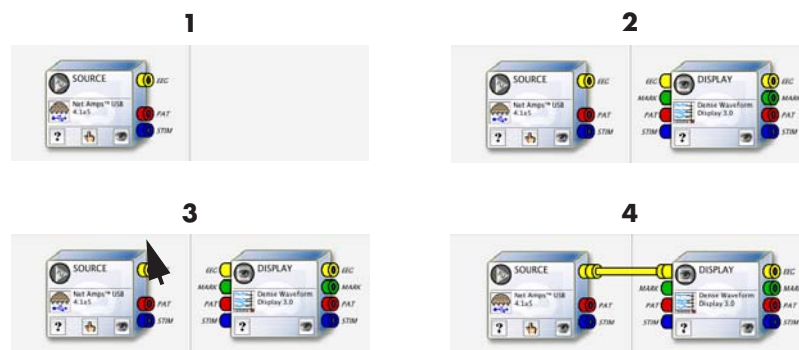 1
SOURCE
EEG
Net Amps™ USB
4.1x5
PAT
STIM
?
2
SOURCE
EEG
Net Amps™ USB
4.1x5
PAT
STIM
?
EEG
MARK
PAT
STIM
DISPLAY
EEG
MARK
Dense Waveform
Display 3.0
PAT
STIM
?
3
SOURCE
Net Amps™ USB
4.1x5
PAT
STIM
?
EEG
MARK
PAT
STIM
DISPLAY
EEG
MARK
Dense Waveform
Display 3.0
PAT
STIM
?
4
SOURCE
Net Amps™ USB
4.1x5
PAT
STIM
?
MARK
PAT
STIM
DISPLAY
EEG
MARK
Dense Waveform
Display 3.0
PAT
STIM
?